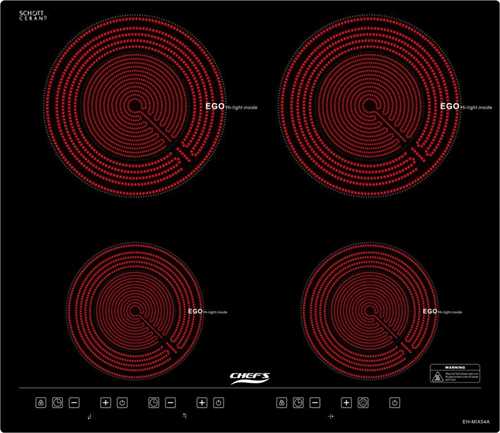 SCHOTT
CERAN®
EGO Hi-light inside
EGO Hi-light inside
EGO Hi-light inside
EGO Hi-light inside
CHEF'S
WARNING
EH-MIX54A